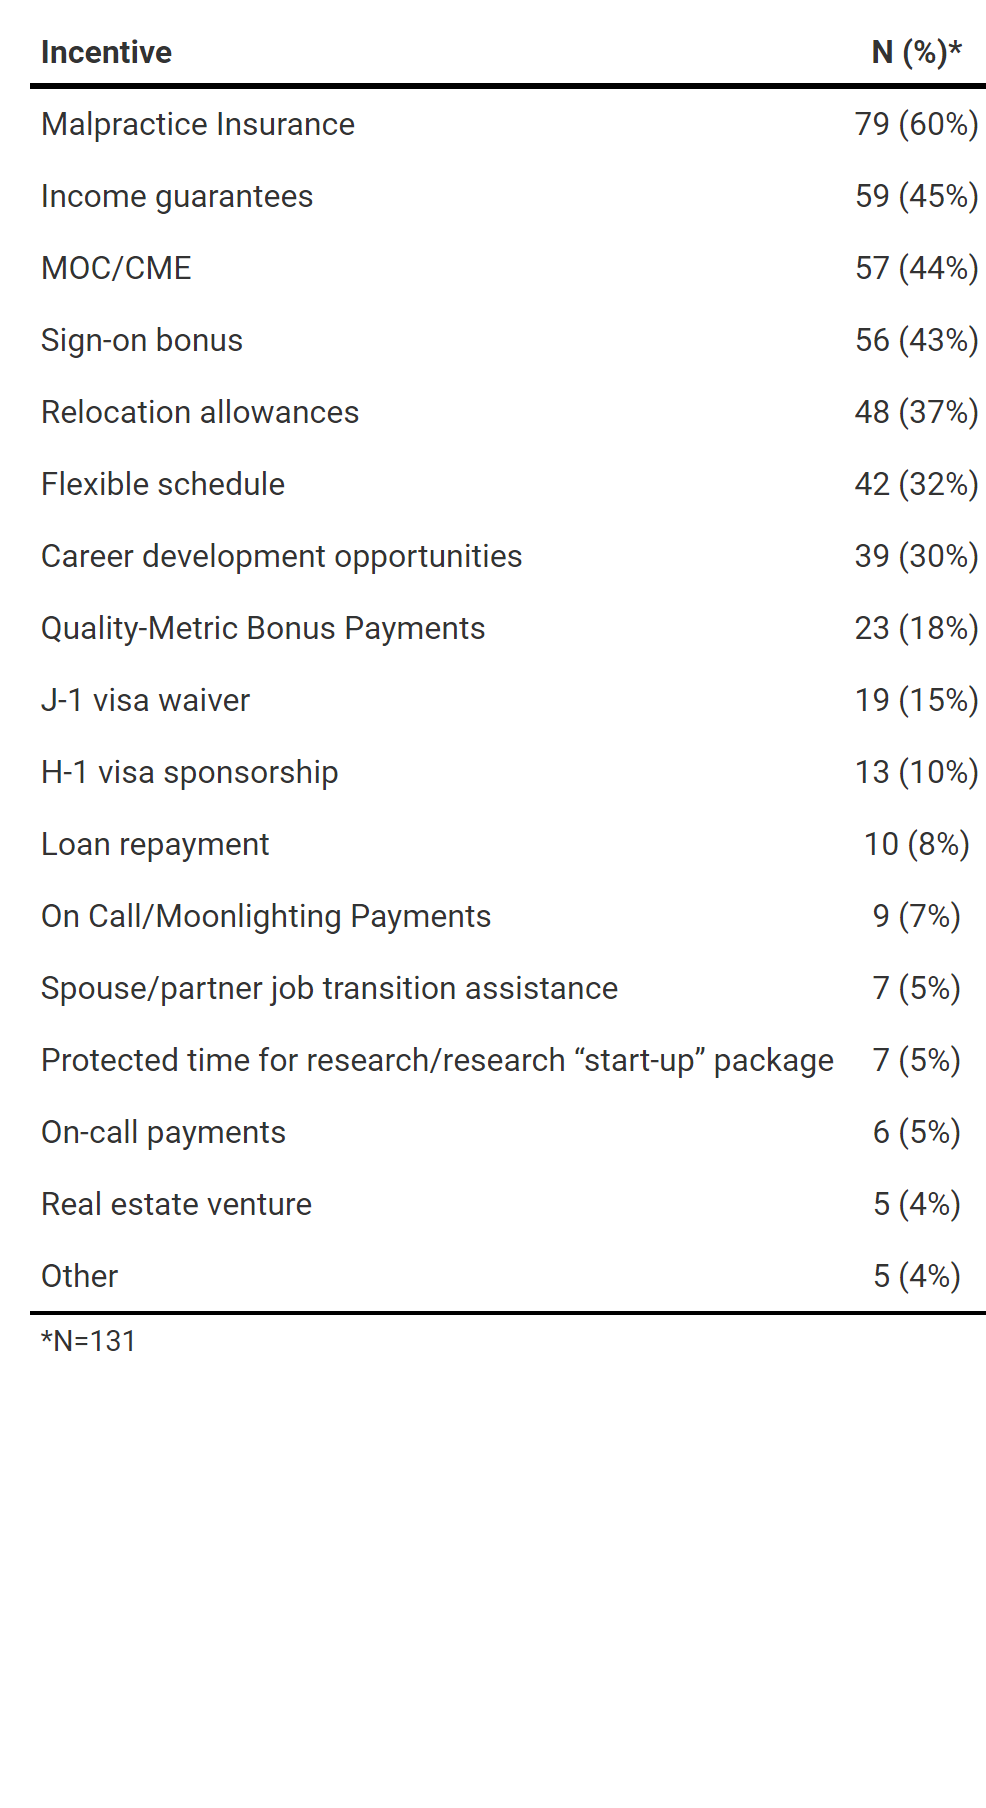 Incentive N (%)*
Malpractice Insurance 79 (60%)
Income guarantees 59 (45%)
MOC/CME 57 (44%)
Sign-on bonus 56 (43%)
Relocation allowances 48 (37%)
Flexible schedule 42 (32%)
Career development opportunities 39 (30%)
Quality-Metric Bonus Payments 23 (18%)
J-1 visa waiver 19 (15%)
H-1 visa sponsorship 13 (10%)
Loan repayment 10 (8%)
On Call/Moonlighting Payments 9 (7%)
Spouse/partner job transition assistance 7 (5%)
Protected time for research/research “start-up” package 7 (5%)
On-call payments 6 (5%)
Real estate venture 5 (4%)
Other 5 (4%)
*N=131